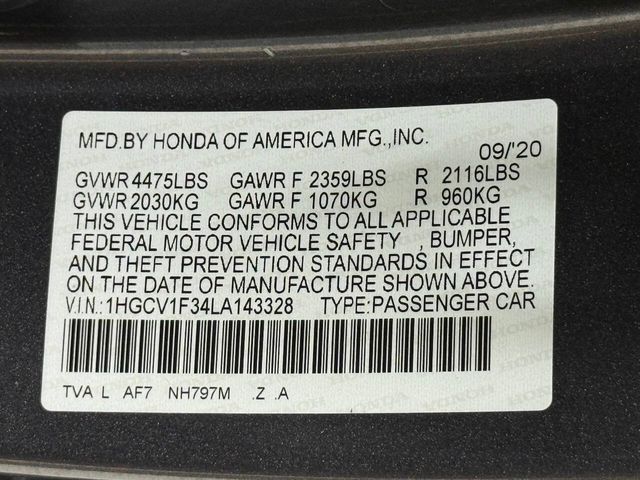 MFD.BY HONDA OF AMERICA MFG.,INC.
09/'20
GVWR 4475LBS GAWR F 2359LBS R 2116LBS
GVWR 2030KG GAWR F 1070KG R 960KG
THIS VEHICLE CONFORMS TO ALL APPLICABLE
FEDERAL MOTOR VEHICLE SAFETY , BUMPER,
AND THEFT PREVENTION STANDARDS IN EFFECT
ON THE DATE OF MANUFACTURE SHOWN ABOVE.
V.I.N.:1HGCV1F34LA143328 TYPE:PASSENGER CAR
TVA L AF7 NH797M .Z .A